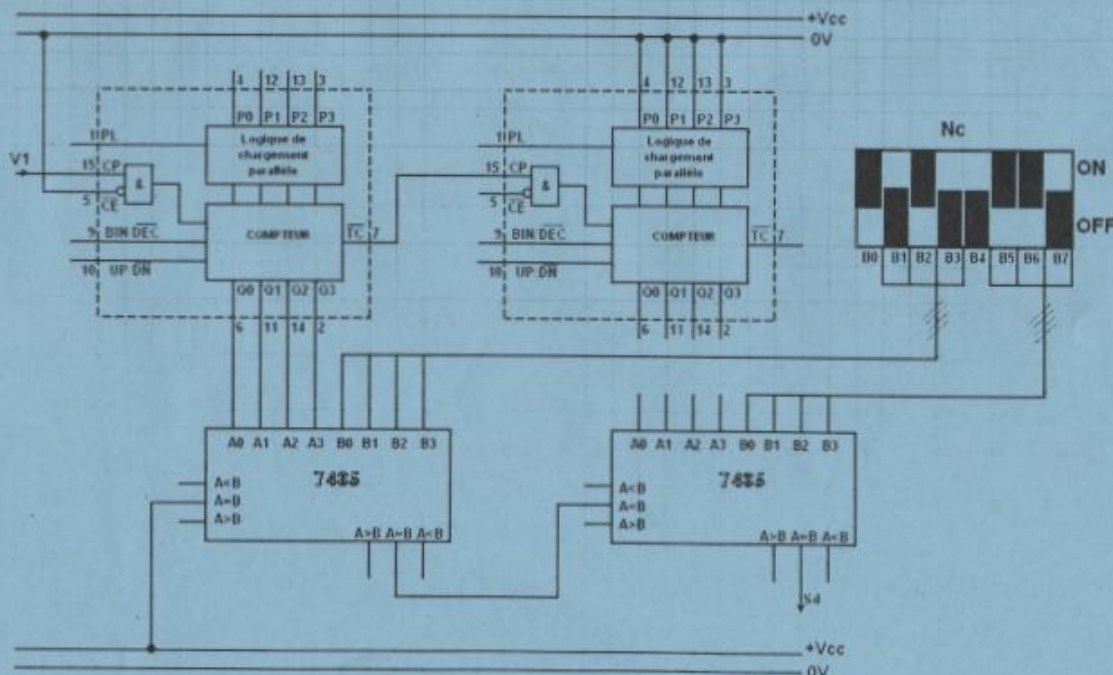 +Vcc
0V
4 12 13 3
4 12 13 3
P0 P1 P2 P3
P0 P1 P2 P3
Nc
1 PL
Logique de
chargement
parallèle
1 PL
Logique de
chargement
parallèle
V1
15 CP
&
5 CE
15 CP
&
5 CE
ON
OFF
9 BIN/DEC
10 UP/DN
COMPTEUR
TC 7
9 BIN/DEC
10 UP/DN
COMPTEUR
TC 7
B0 B1 B2 B3 B4 B5 B6 B7
Q0 Q1 Q2 Q3
Q0 Q1 Q2 Q3
6 11 14 2
6 11 14 2
A0 A1 A2 A3 B0 B1 B2 B3
A0 A1 A2 A3 B0 B1 B2 B3
7485
7485
A<B
A=B
A>B
A<B
A=B
A>B
A>B A=B A<B
A>B A=B A<B
S4
+Vcc
0V